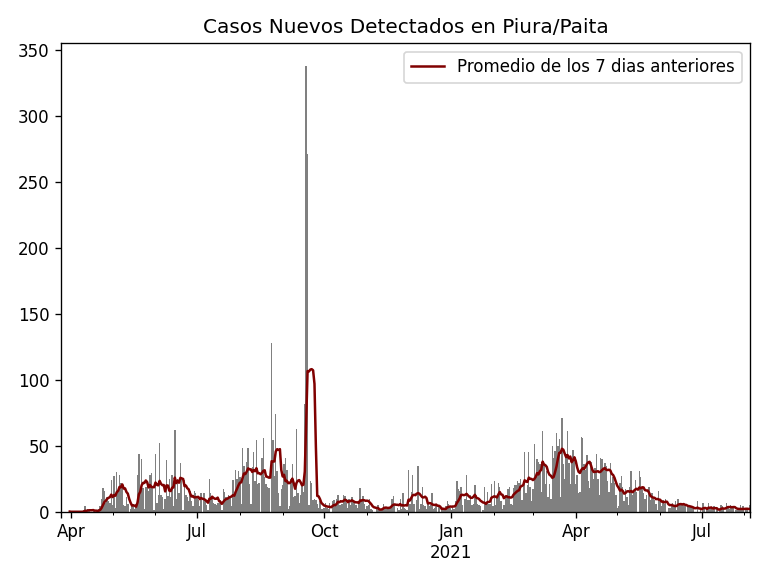 Casos Nuevos Detectados en Piura/Paita
Promedio de los 7 dias anteriores
350
300
250
200
150
100
50
0
Apr
Jul
Oct
Jan
2021
Apr
Jul